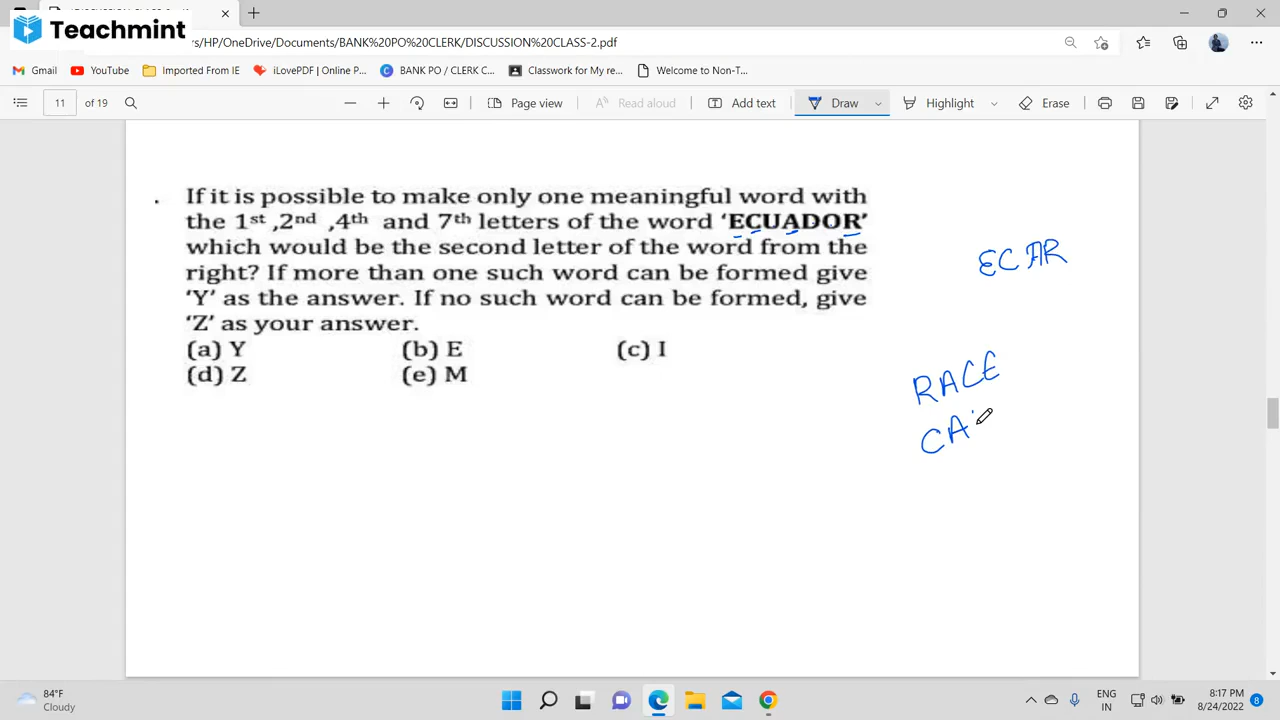 Teachmint
rs/HP/OneDrive/Documents/BANK%20PO%20CLERK/DISCUSSION%20CLASS-2.pdf
Gmail YouTube Imported From IE iLovePDF | Online P... BANK PO / CLERK C... Classwork for My re... Welcome to Non-T...
11 of 19 Page view Read aloud Add text Draw Highlight Erase
. If it is possible to make only one meaningful word with
the 1st ,2nd ,4th and 7th letters of the word ‘ECUADOR’
which would be the second letter of the word from the
right? If more than one such word can be formed give
‘Y’ as the answer. If no such word can be formed, give
‘Z’ as your answer.
(a) Y (b) E (c) I
(d) Z (e) M
ECAR
RACE
CA
84°F
Cloudy
ENG
IN
8:17 PM
8/24/2022
8